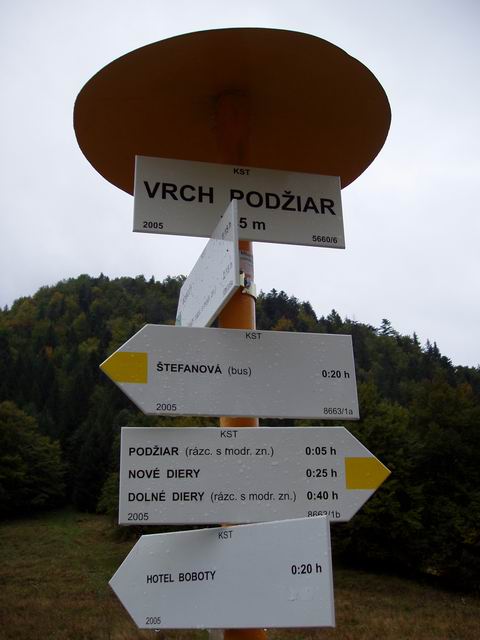 KST
VRCH PODŽIAR
5 m
2005 5660/6
KST
ŠTEFANOVÁ (bus) 0:20 h
2005 8663/1a
KST
PODŽIAR (rázc. s modr. zn.) 0:05 h
NOVÉ DIERY 0:25 h
DOLNÉ DIERY (rázc. s modr. zn.) 0:40 h
2005 8663/1b
KST
HOTEL BOBOTY 0:20 h
2005